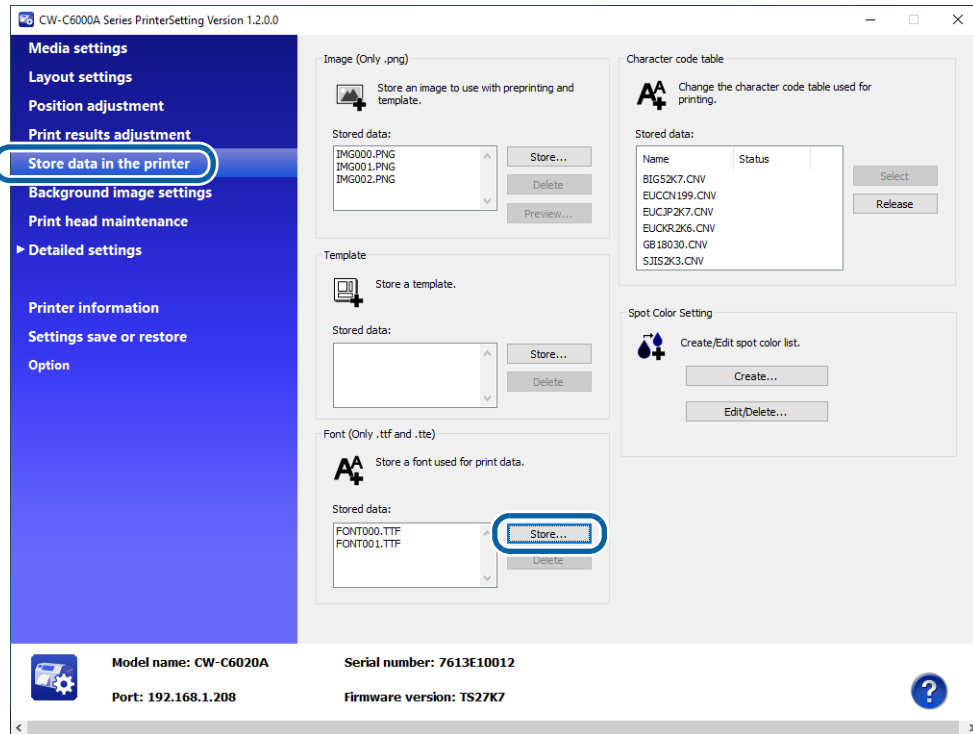 CW-C6000A Series PrinterSetting Version 1.2.0.0
Media settings
Layout settings
Position adjustment
Print results adjustment
Store data in the printer
Background image settings
Print head maintenance
Detailed settings
Printer information
Settings save or restore
Option
Image (Only .png)
Store an image to use with preprinting and
template.
Stored data:
IMG000.PNG
IMG001.PNG
IMG002.PNG
Store...
Delete
Preview...
Template
Store a template.
Stored data:
Store...
Delete
Font (Only .ttf and .tte)
Store a font used for print data.
Stored data:
FONT000.TTF
FONT001.TTF
Store...
Delete
Character code table
Change the character code table used for
printing.
Stored data:
Name Status
BIG52K7.CNV
EUCCN199.CNV
EUCJP2K7.CNV
EUCKR2K6.CNV
GB18030.CNV
SJIS2K3.CNV
Select
Release
Spot Color Setting
Create/Edit spot color list.
Create...
Edit/Delete...
Model name: CW-C6020A
Serial number: 7613E10012
Port: 192.168.1.208
Firmware version: TS27K7